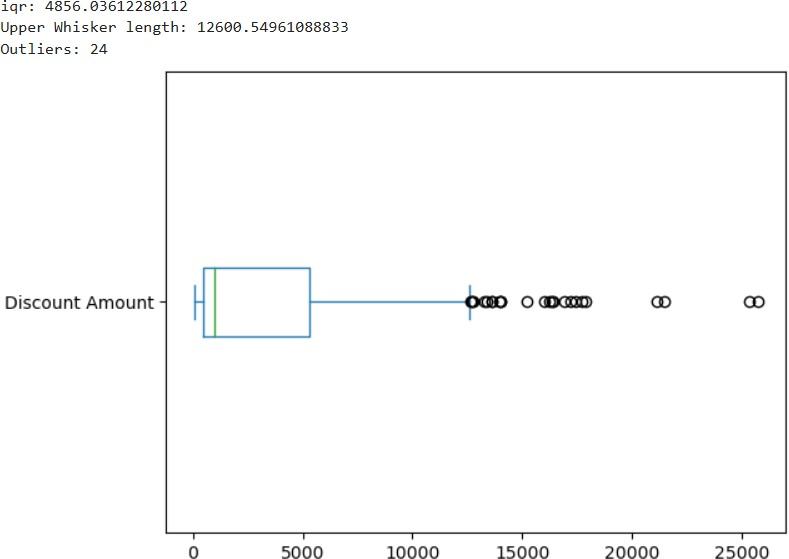 iqr: 4856.03612280112
Upper Whisker length: 12600.54961088833
Outliers: 24
Discount Amount
0 5000 10000 15000 20000 25000